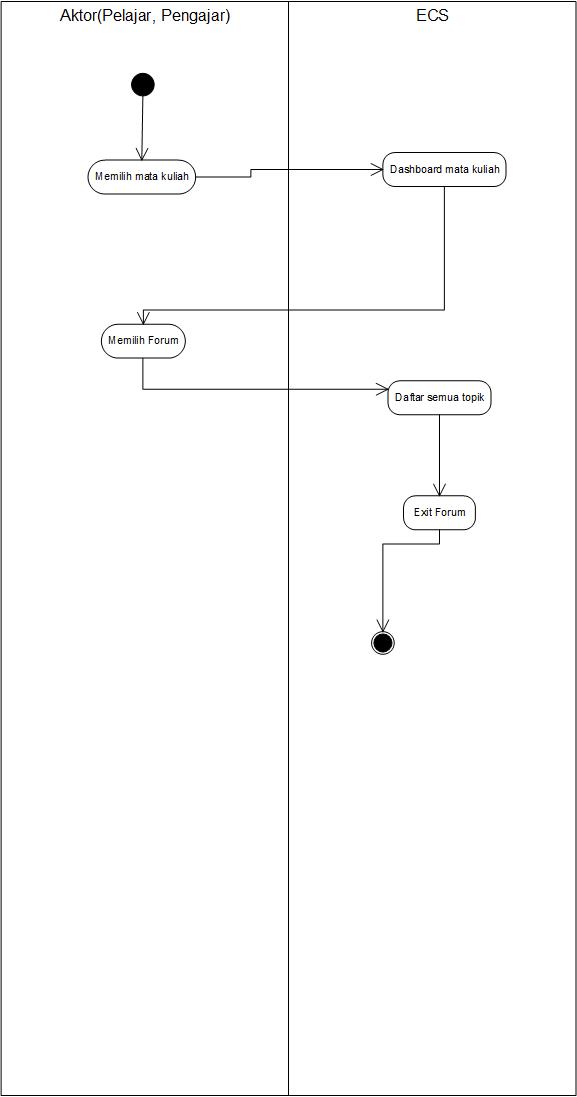 Aktor(Pelajar, Pengajar)
ECS
Memilih mata kuliah
Dashboard mata kuliah
Memilih Forum
Daftar semua topik
Exit Forum